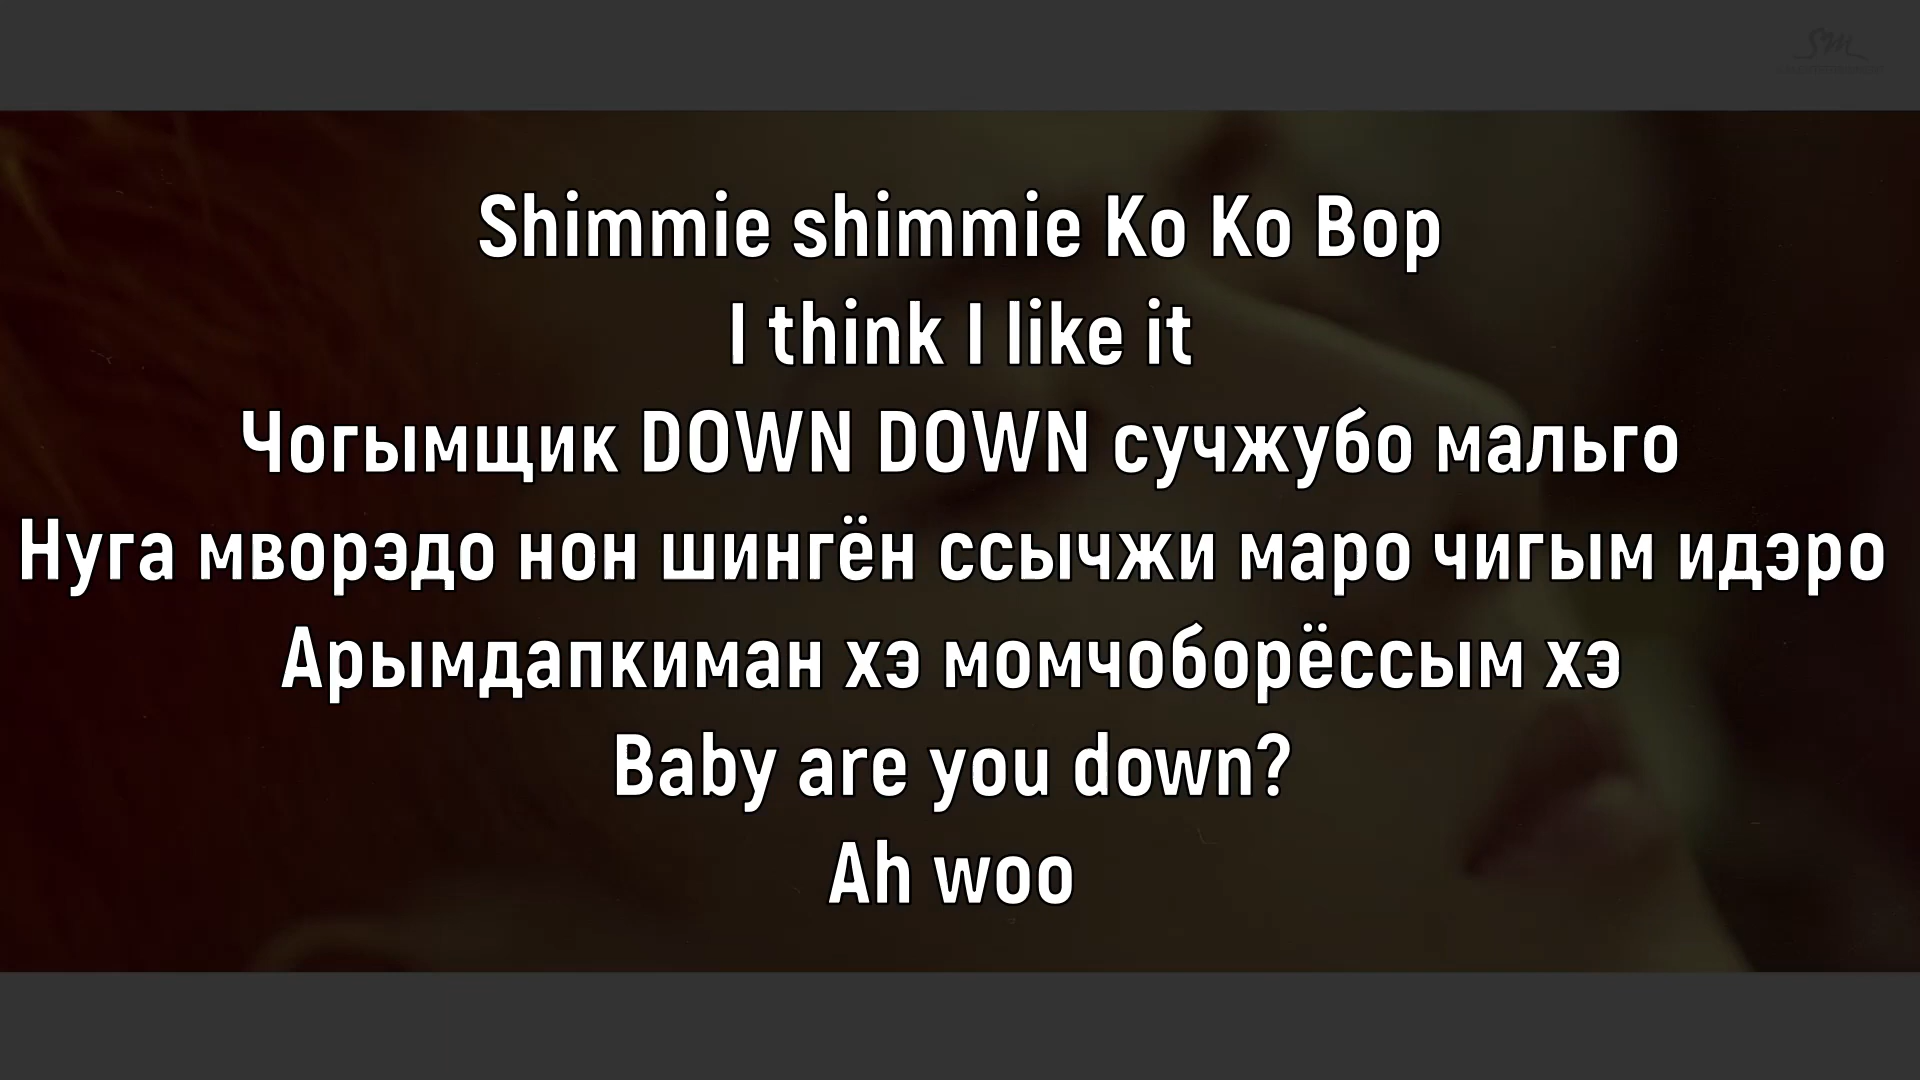 Shimmie shimmie Ko Ko Bop
I think I like it
Чогымщик DOWN DOWN сучжубо мальго
Нуга мворэдо нон шингён ссычжи маро чигым идэро
Арымдапкиман хэ момчоборёссым хэ
Baby are you down?
Ah woo